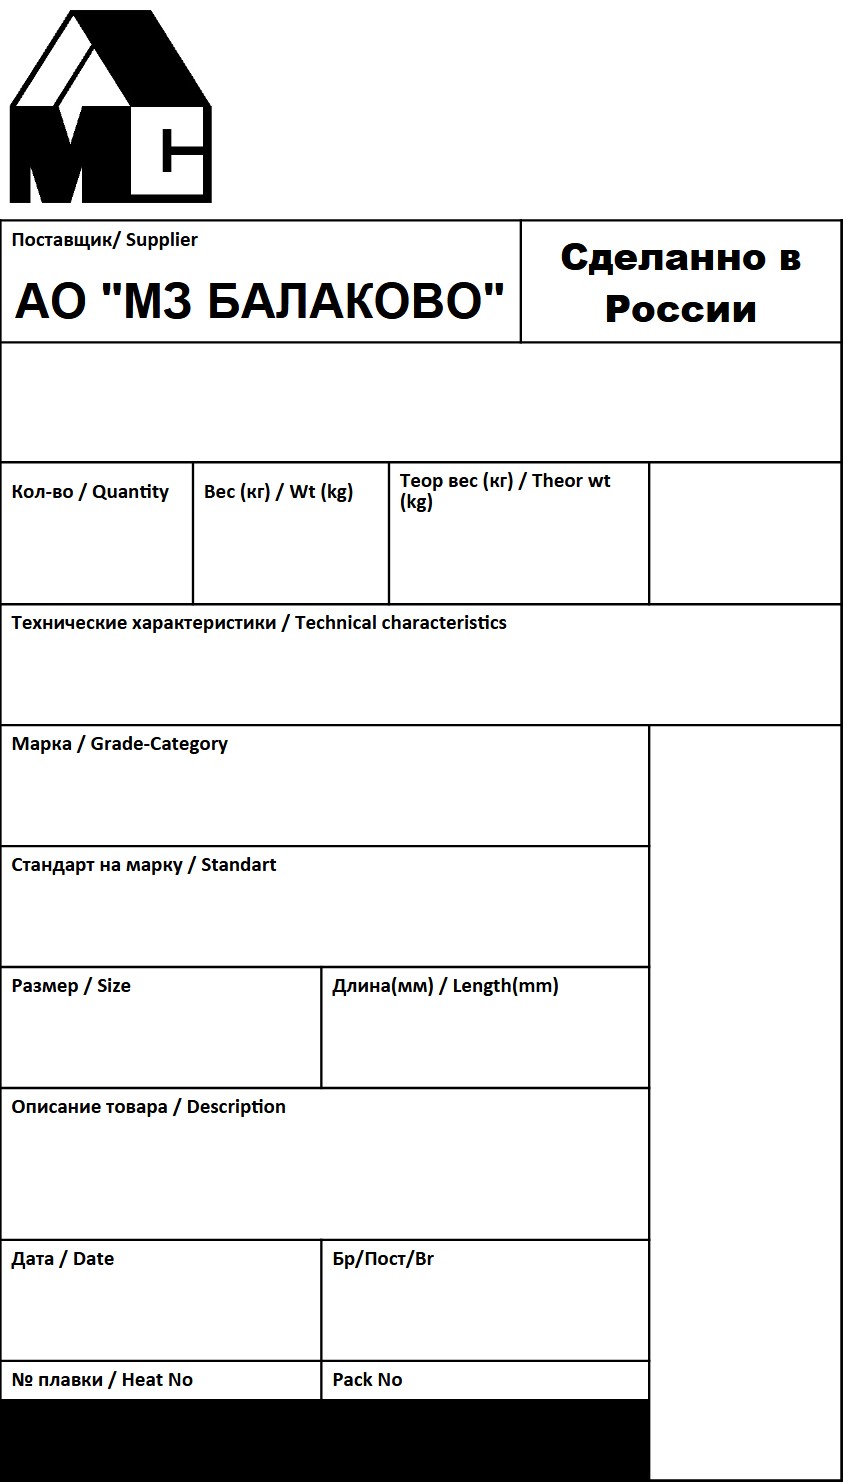 МС
Поставщик/ Supplier
АО "МЗ БАЛАКОВО"
Сделанно в
России
Кол-во / Quantity
Вес (кг) / Wt (kg)
Теор вес (кг) / Theor wt
(kg)
Технические характеристики / Technical characteristics
Марка / Grade-Category
Стандарт на марку / Standart
Размер / Size
Длина(мм) / Length(mm)
Описание товара / Description
Дата / Date
Бр/Пост/Br
№ плавки / Heat No
Pack No